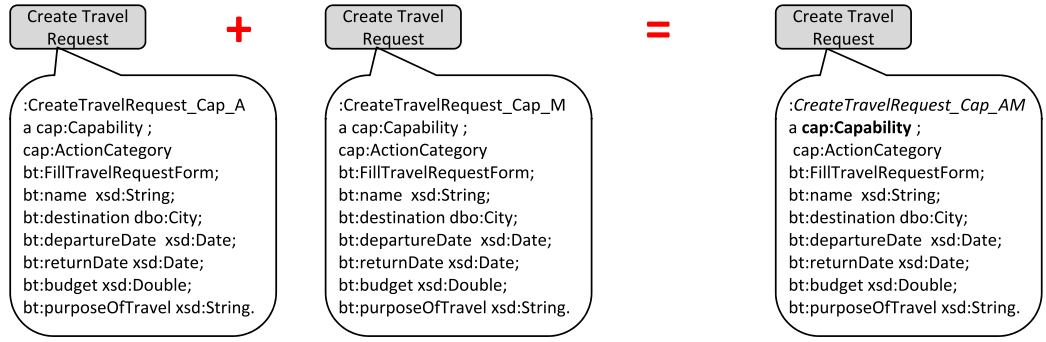 Create Travel
Request
+
Create Travel
Request
=
Create Travel
Request
:CreateTravelRequest_Cap_A
a cap:Capability ;
cap:ActionCategory
bt:FillTravelRequestForm;
bt:name xsd:String;
bt:destination dbo:City;
bt:departureDate xsd:Date;
bt:returnDate xsd:Date;
bt:budget xsd:Double;
bt:purposeOfTravel xsd:String.
:CreateTravelRequest_Cap_M
a cap:Capability ;
cap:ActionCategory
bt:FillTravelRequestForm;
bt:name xsd:String;
bt:destination dbo:City;
bt:departureDate xsd:Date;
bt:returnDate xsd:Date;
bt:budget xsd:Double;
bt:purposeOfTravel xsd:String.
:CreateTravelRequest_Cap_AM
a cap:Capability ;
cap:ActionCategory
bt:FillTravelRequestForm;
bt:name xsd:String;
bt:destination dbo:City;
bt:departureDate xsd:Date;
bt:returnDate xsd:Date;
bt:budget xsd:Double;
bt:purposeOfTravel xsd:String.